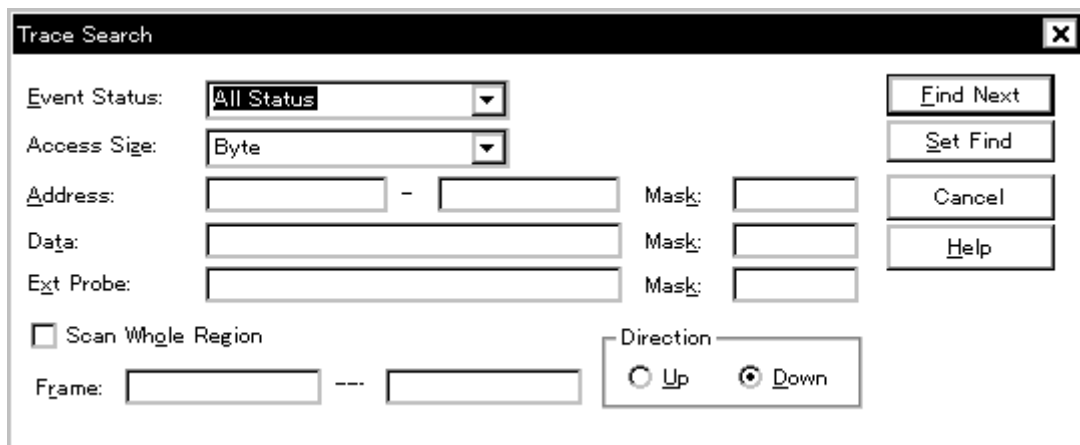 Trace Search
Event Status: All Status Find Next
Access Size: Byte Set Find
Address: - Mask: Cancel
Data: Mask: Help
Ext Probe: Mask:
Scan Whole Region Direction
Frame: ---- Up Down